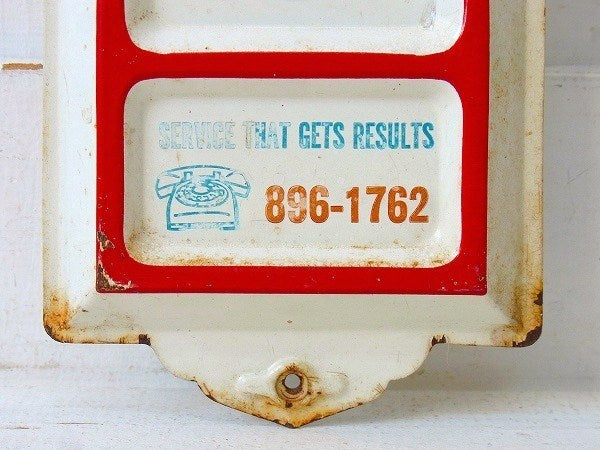 SERVICE THAT GETS RESULTS
896-1762